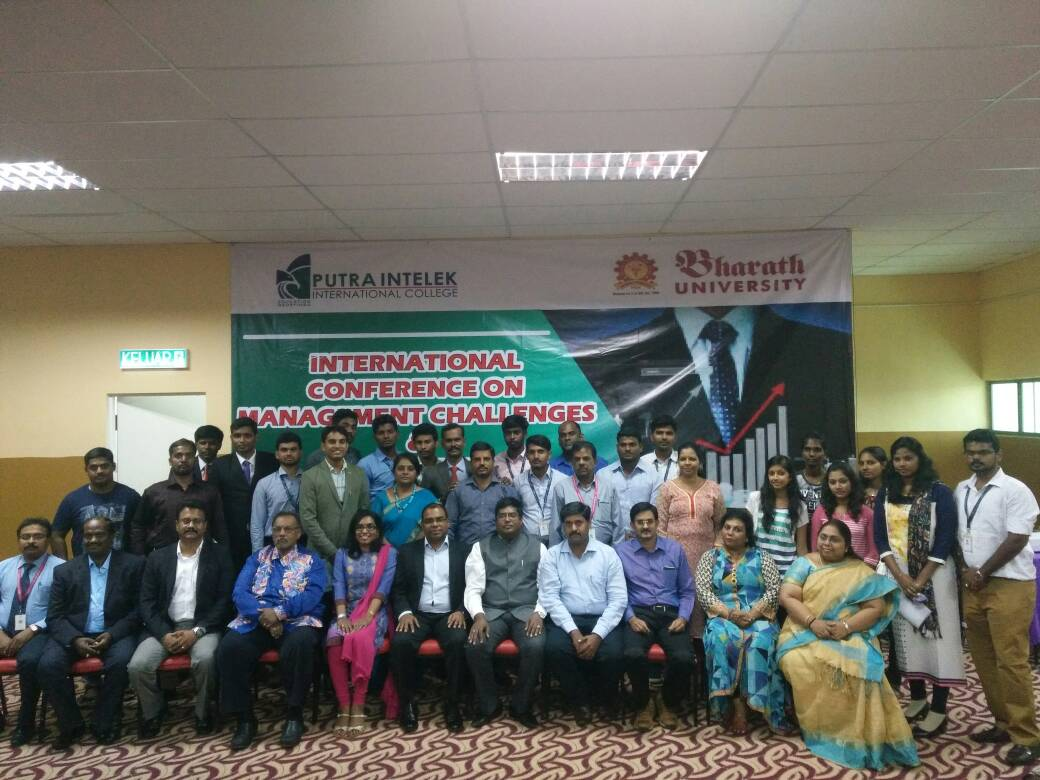 PUTRA INTELEK
INTERNATIONAL COLLEGE
Bharath
UNIVERSITY
INTERNATIONAL
CONFERENCE ON
MANAGEMENT CHALLENGES
KELUAR